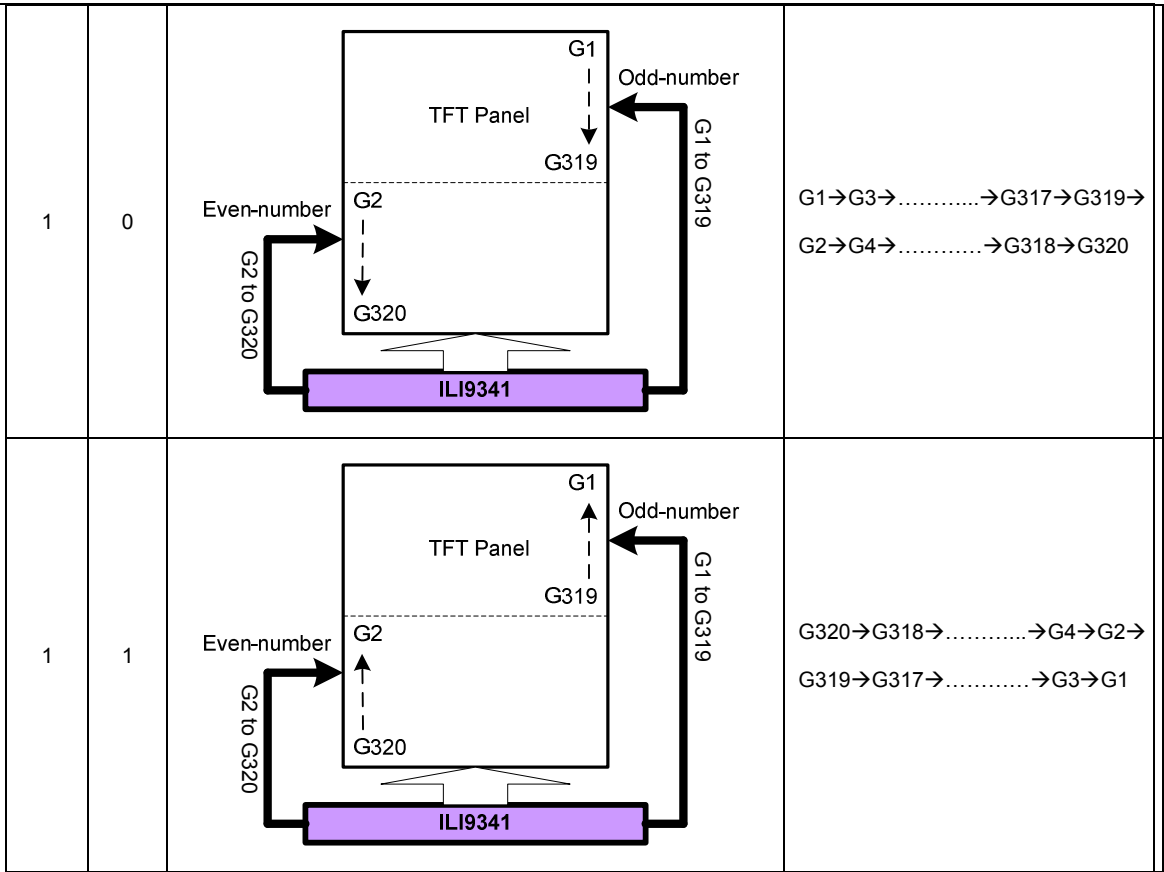 1
0
G1
Odd-number
TFT Panel
G1 to G319
G319
Even-number
G2
G2 to G320
G320
ILI9341
G1→G3→…………→G317→G319→
G2→G4→…………→G318→G320
1
1
G1
Odd-number
TFT Panel
G1 to G319
G319
Even-number
G2
G2 to G320
G320
ILI9341
G320→G318→…………→G4→G2→
G319→G317→…………→G3→G1